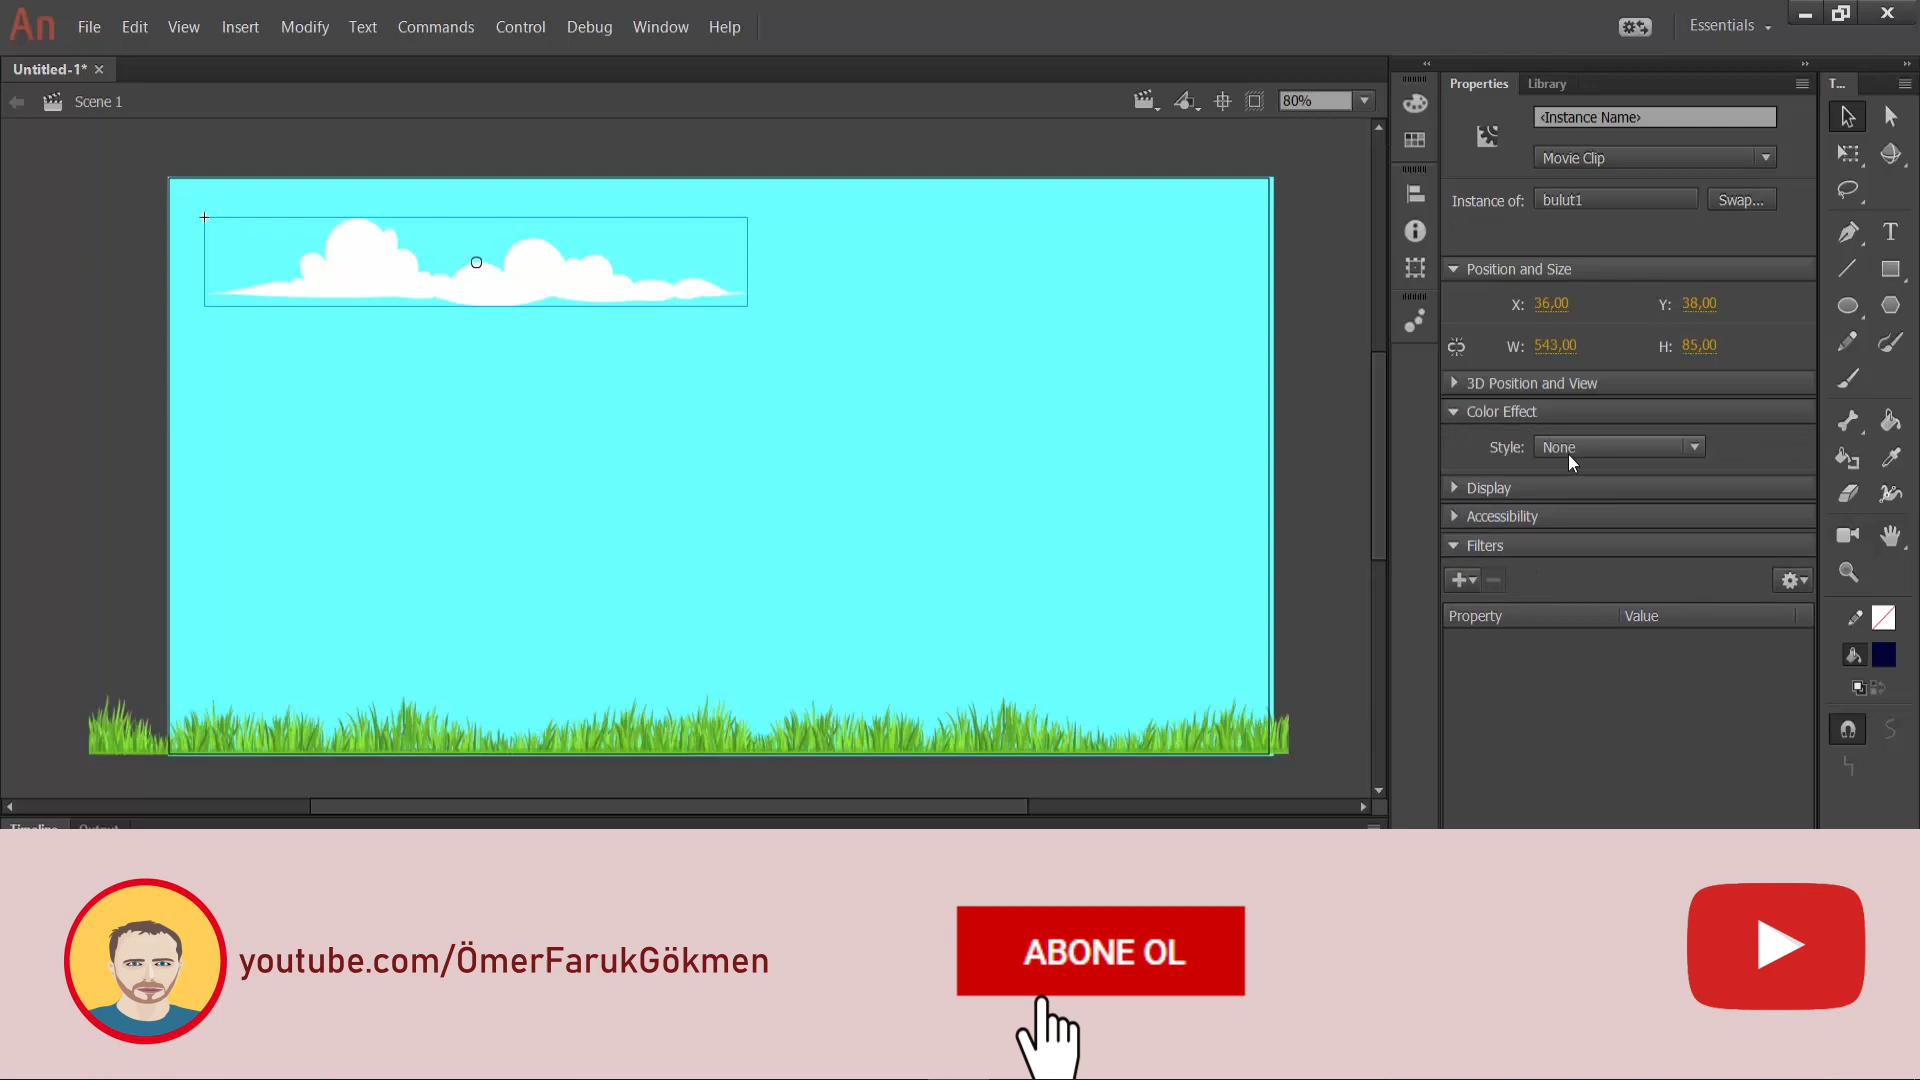 An File Edit View Insert Modify Text Commands Control Debug Window Help
Essentials
Untitled-1* ×
Scene 1
80%
Properties Library
T...
<Instance Name>
Movie Clip
Instance of: bulut1 Swap...
Position and Size
X: 36,00 Y: 38,00
W: 543,00 H: 85,00
3D Position and View
Color Effect
Style: None
Display
Accessibility
Filters
Property Value
Timeline Output
youtube.com/ÖmerFarukGökmen
ABONE OL